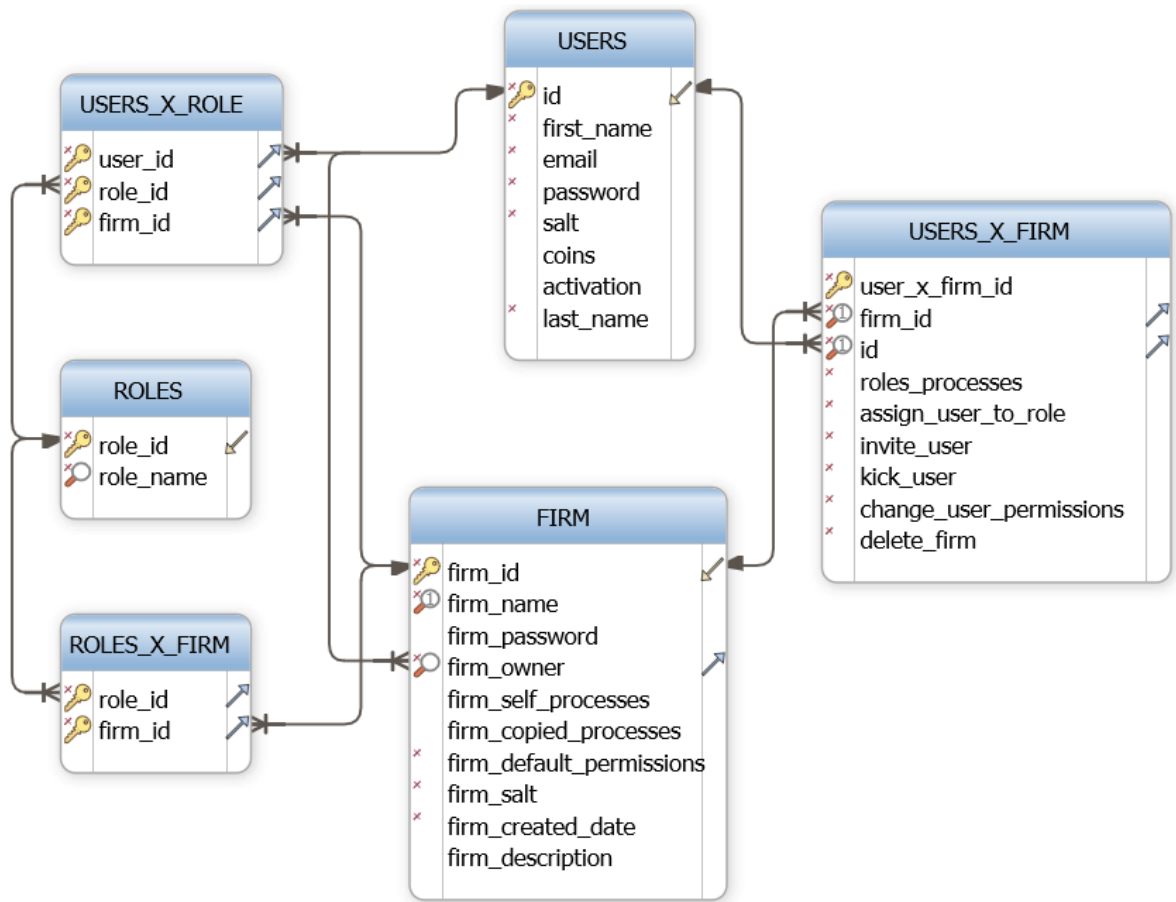 USERS
id
first_name
email
password
salt
coins
activation
last_name
USERS_X_ROLE
user_id
role_id
firm_id
USERS_X_FIRM
user_x_firm_id
firm_id
id
roles_processes
assign_user_to_role
invite_user
kick_user
change_user_permissions
delete_firm
ROLES
role_id
role_name
FIRM
firm_id
firm_name
firm_password
firm_owner
firm_self_processes
firm_copied_processes
firm_default_permissions
firm_salt
firm_created_date
firm_description
ROLES_X_FIRM
role_id
firm_id